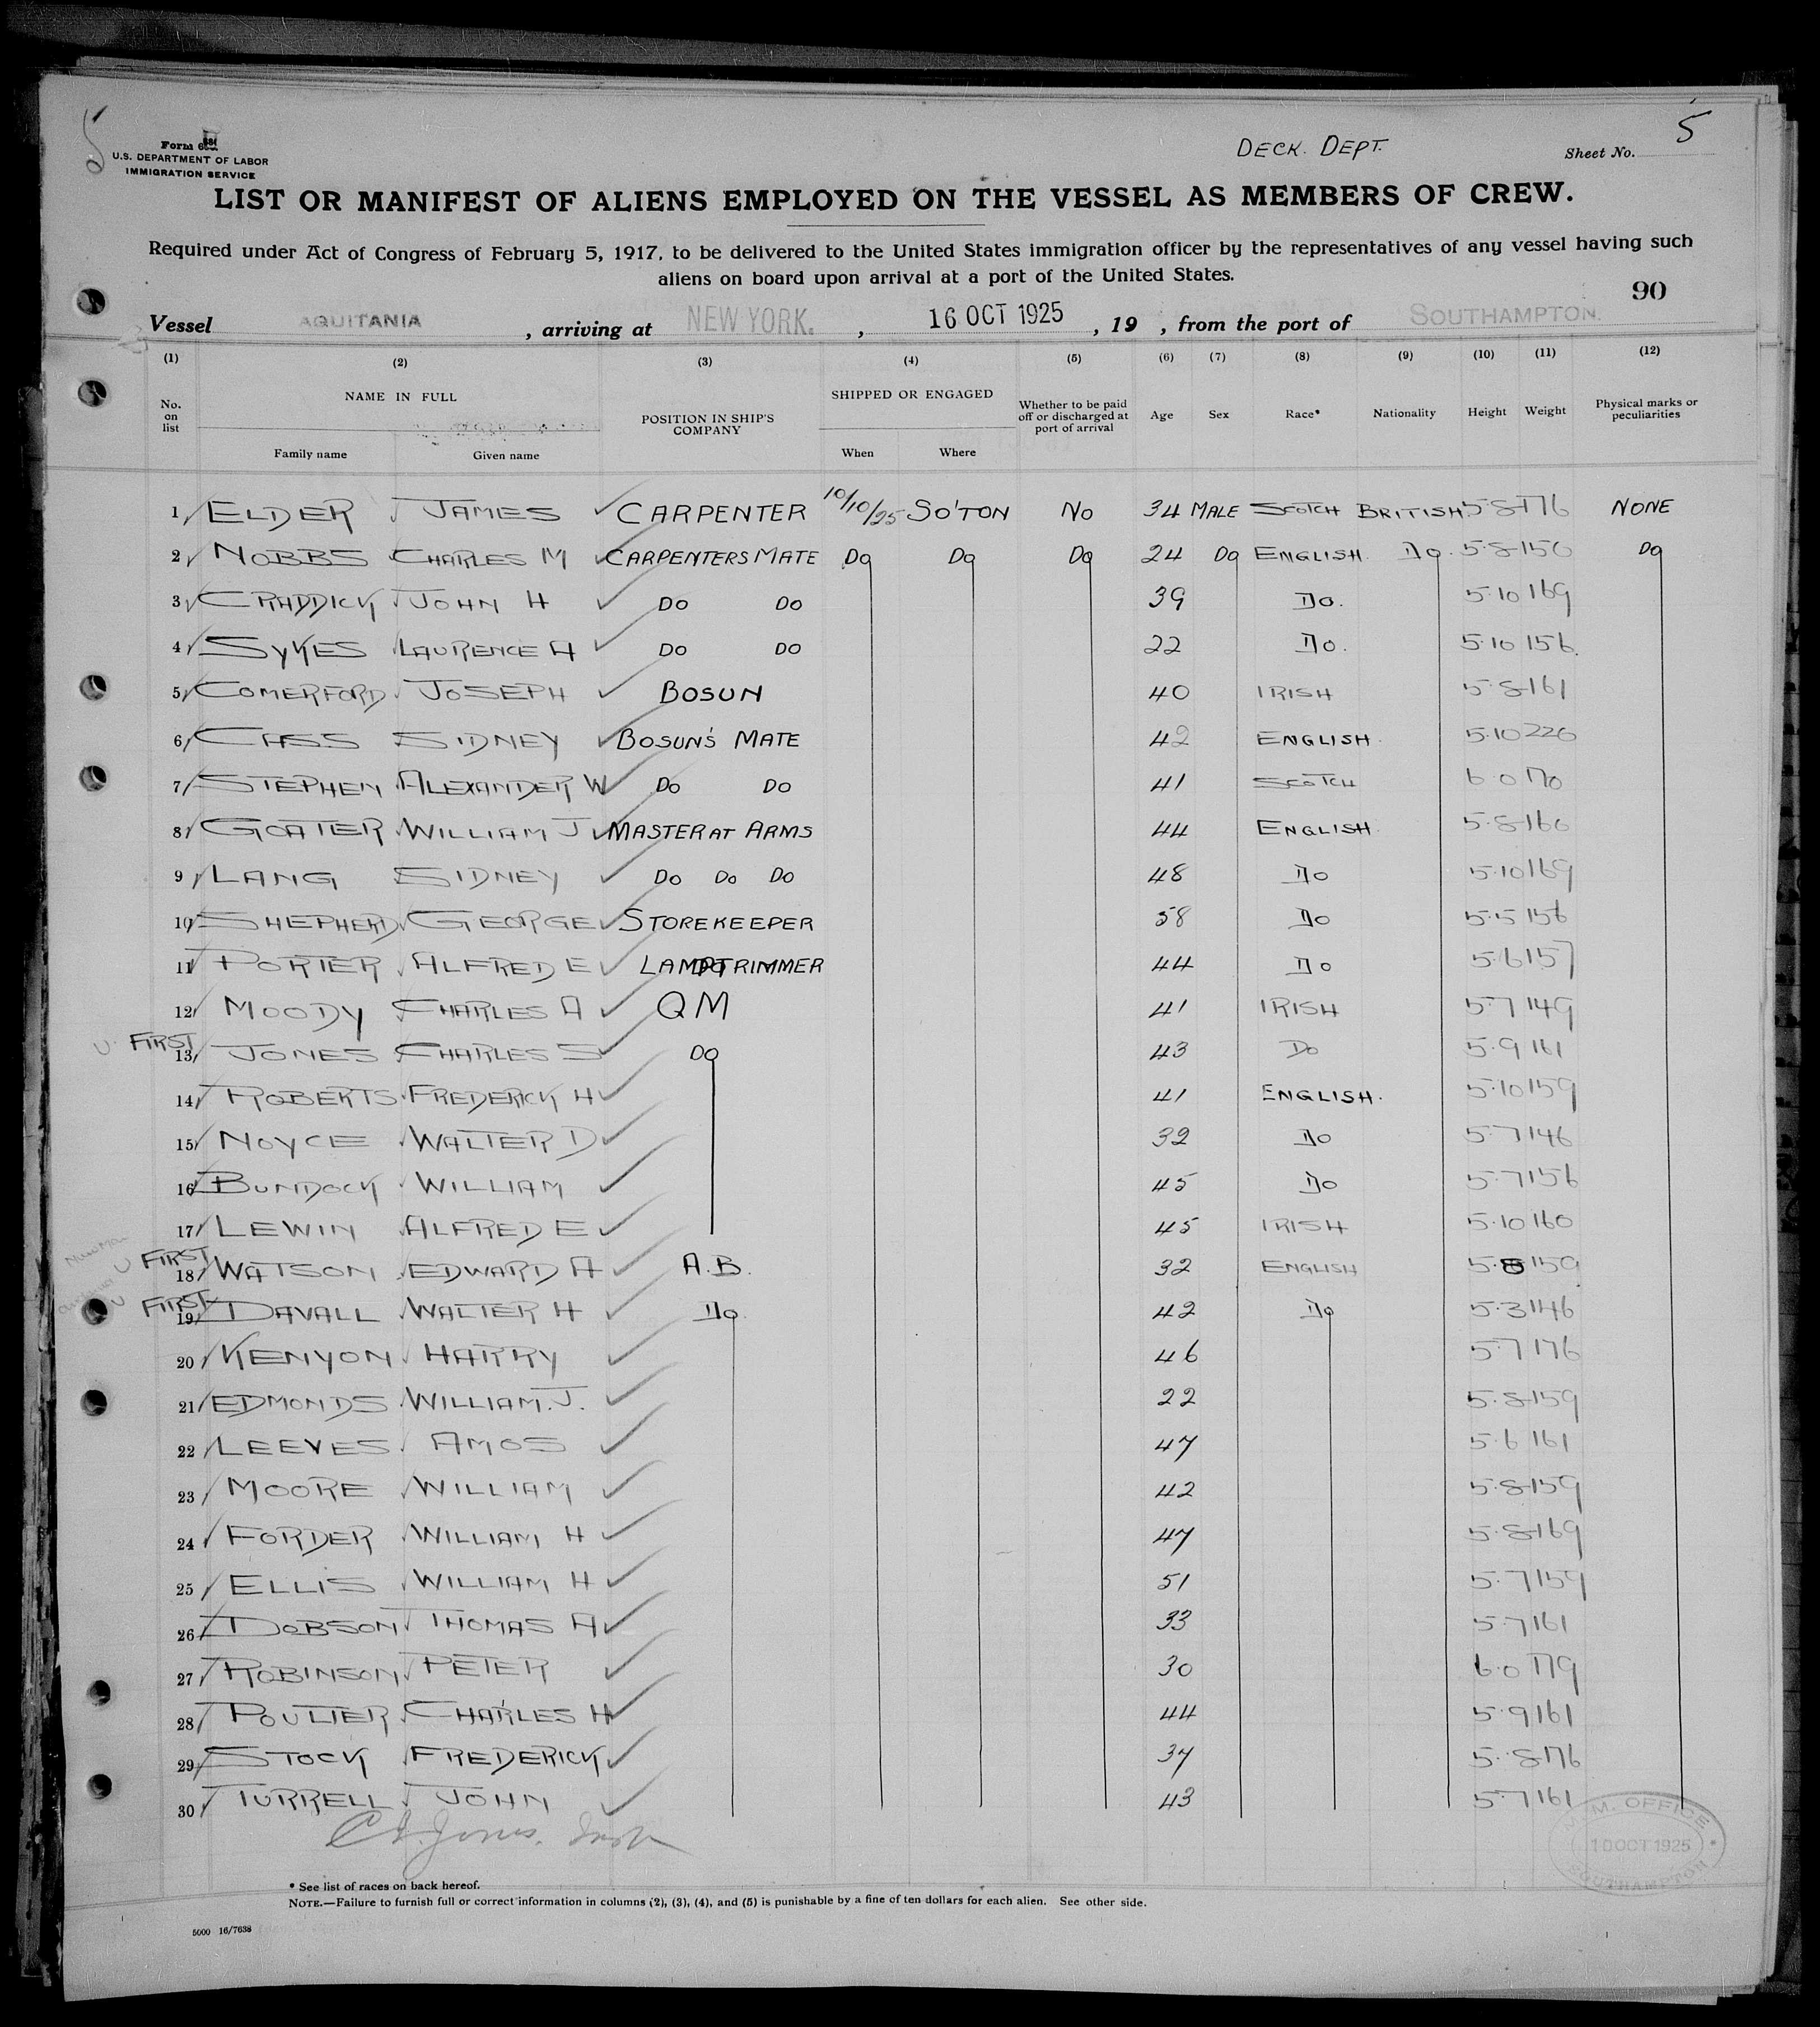 5
Form 680
U.S. DEPARTMENT OF LABOR
IMMIGRATION SERVICE
DECK. DEPT.
Sheet No. 5
LIST OR MANIFEST OF ALIENS EMPLOYED ON THE VESSEL AS MEMBERS OF CREW.
Required under Act of Congress of February 5, 1917, to be delivered to the United States immigration officer by the representatives of any vessel having such
aliens on board upon arrival at a port of the United States.
90
Vessel AQUITANIA , arriving at NEW YORK. , 16 OCT 1925 , 19 , from the port of SOUTHAMPTON.
(1) (2) (3) (4) (5) (6) (7) (8) (9) (10) (11) (12)
No. on list NAME IN FULL Family name Given name POSITION IN SHIP'S COMPANY SHIPPED OR ENGAGED When Where Whether to be paid off or discharged at port of arrival Age Sex Race* Nationality Height Weight Physical marks or peculiarities
1 ELDER JAMES CARPENTER 10/10/25 SO'TON NO 34 MALE SCOTCH BRITISH 5-8 176 NONE
2 NOBBS CHARLES M CARPENTERS MATE DO DO DO 24 DO ENGLISH. DO. 5-8 150 DO
3 CRADDICK JOHN H DO DO 39 DO. 5-10 169
4 SYKES LAURENCE A DO DO 22 DO. 5-10 156.
5 COMERFORD JOSEPH BOSUN 40 IRISH 5-8 161
6 CASS SIDNEY BOSUN'S MATE 42 ENGLISH. 5-10 226
7 STEPHEN ALEXANDER W DO DO 41 SCOTCH 6-0 170
8 GOATER WILLIAM J MASTER AT ARMS 44 ENGLISH. 5-8 160
9 LANG SIDNEY DO DO DO 48 DO 5-10 169
10 SHEPHERD GEORGE STOREKEEPER 58 DO 5-5 156
11 PORTER ALFRED E LAMPTRIMMER 44 DO 5-6 157
12 MOODY CHARLES A QM 41 IRISH 5-7 149
FIRST 13 JONES CHARLES S DO 43 DO 5-9 161
14 ROBERTS FREDERICK H 41 ENGLISH. 5-10 159
15 NOYCE WALTER D 32 DO 5-7 146
16 BUNDOCK WILLIAM 45 DO 5-7 156
17 LEWIN ALFRED E 45 IRISH 5-10 160
FIRST 18 WATSON EDWARD A A.B. 32 ENGLISH 5-8 159
FIRST 19 DAVALL WALTER H DO. 42 DO 5-3 146
20 KENYON HARRY 46 5-7 176
21 EDMONDS WILLIAM.J. 22 5-8 159
22 LEEVES AMOS 47 5-6 161
23 MOORE WILLIAM 42 5-8 159
24 FORDER WILLIAM H 47 5-8 169
25 ELLIS WILLIAM H 51 5-7 159
26 DOBSON THOMAS A 33 5-7 161
27 ROBINSON PETER 30 6-0 179
28 POULTER CHARLES H 44 5-9 161
29 STOCK FREDERICK 34 5-8 176
30 TURRELL JOHN 43 5-7 161
M. OFFICE
10 OCT 1925
SOUTHAMPTON
* See list of races on back hereof.
NOTE.—Failure to furnish full or correct information in columns (2), (3), (4), and (5) is punishable by a fine of ten dollars for each alien. See other side.
5000 16/7638